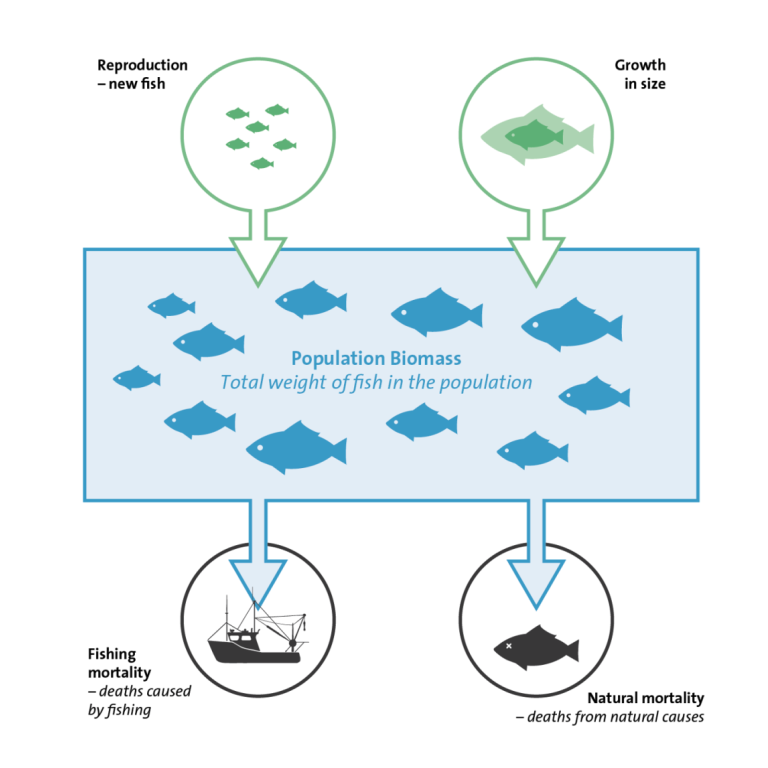 Reproduction
– new fish
Growth
in size
Population Biomass
Total weight of fish in the population
Fishing
mortality
– deaths caused
by fishing
Natural mortality
– deaths from natural causes